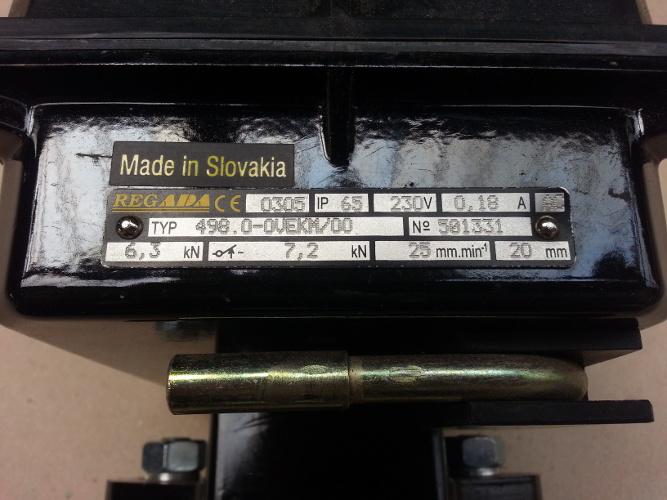 Made in Slovakia
REGADA CE 0305 IP 65 230V 0,18 A AC
TYP 498.0-0VEKM/00 Nº 501331
6,3 kN 7,2 kN 25 mm.min⁻¹ 20 mm